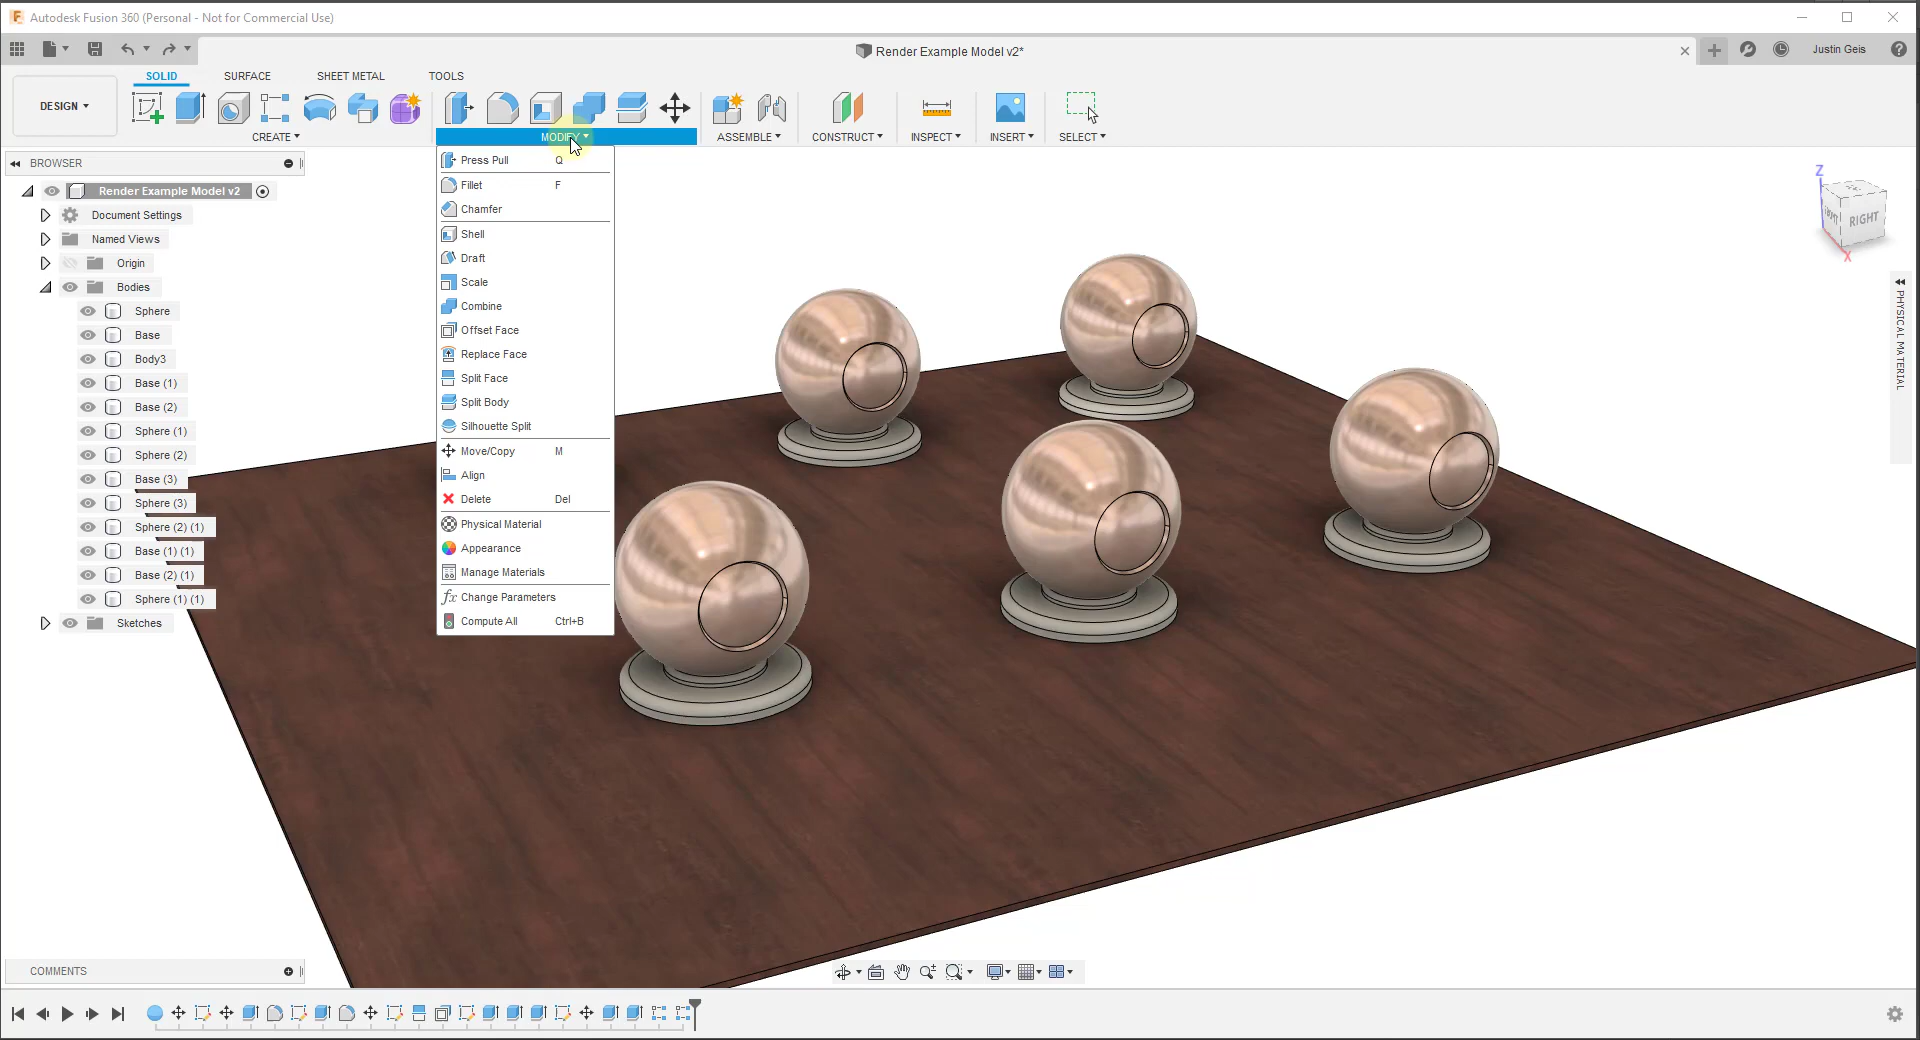 Autodesk Fusion 360 (Personal - Not for Commercial Use)
Render Example Model v2*
Justin Geis
DESIGN
SOLID
SURFACE
SHEET METAL
TOOLS
CREATE
MODIFY
ASSEMBLE
CONSTRUCT
INSPECT
INSERT
SELECT
BROWSER
Render Example Model v2
Document Settings
Named Views
Origin
Bodies
Sphere
Base
Body3
Base (1)
Base (2)
Sphere (1)
Sphere (2)
Base (3)
Sphere (3)
Sphere (2) (1)
Base (1) (1)
Base (2) (1)
Sphere (1) (1)
Sketches
Press Pull Q
Fillet F
Chamfer
Shell
Draft
Scale
Combine
Offset Face
Replace Face
Split Face
Split Body
Silhouette Split
Move/Copy M
Align
Delete Del
Physical Material
Appearance
Manage Materials
fx Change Parameters
Compute All Ctrl+B
Z
RIGHT
X
PHYSICAL MATERIAL
COMMENTS